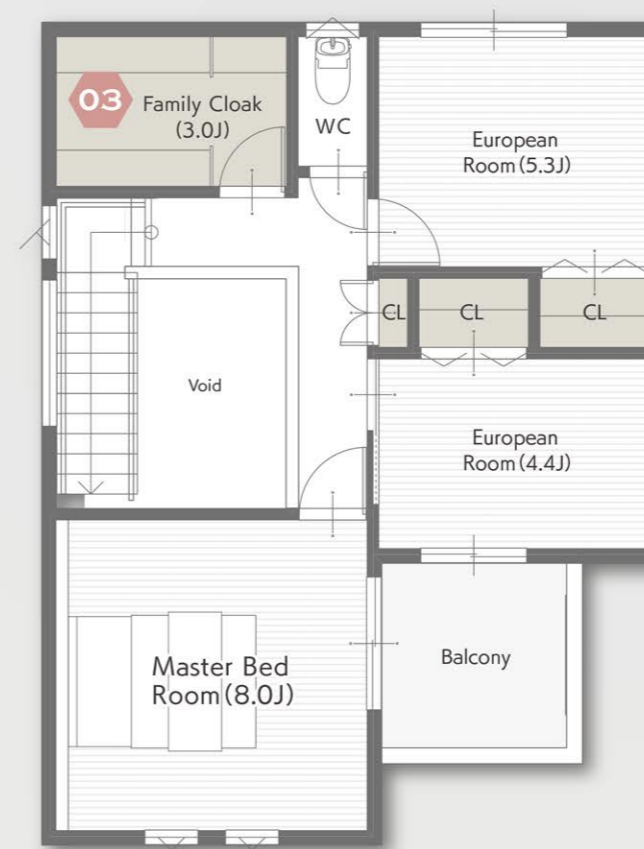 03
Family Cloak
(3.0J)
WC
European
Room (5.3J)
CL
CL
CL
Void
European
Room (4.4J)
Master Bed
Room (8.0J)
Balcony